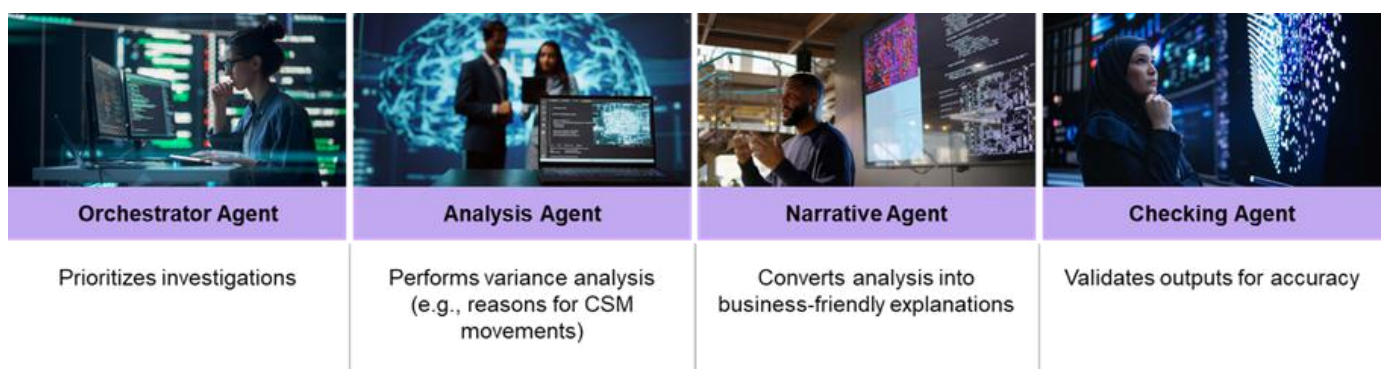 Orchestrator Agent
Analysis Agent
Narrative Agent
Checking Agent
Prioritizes investigations
Performs variance analysis
(e.g., reasons for CSM
movements)
Converts analysis into
business-friendly explanations
Validates outputs for accuracy